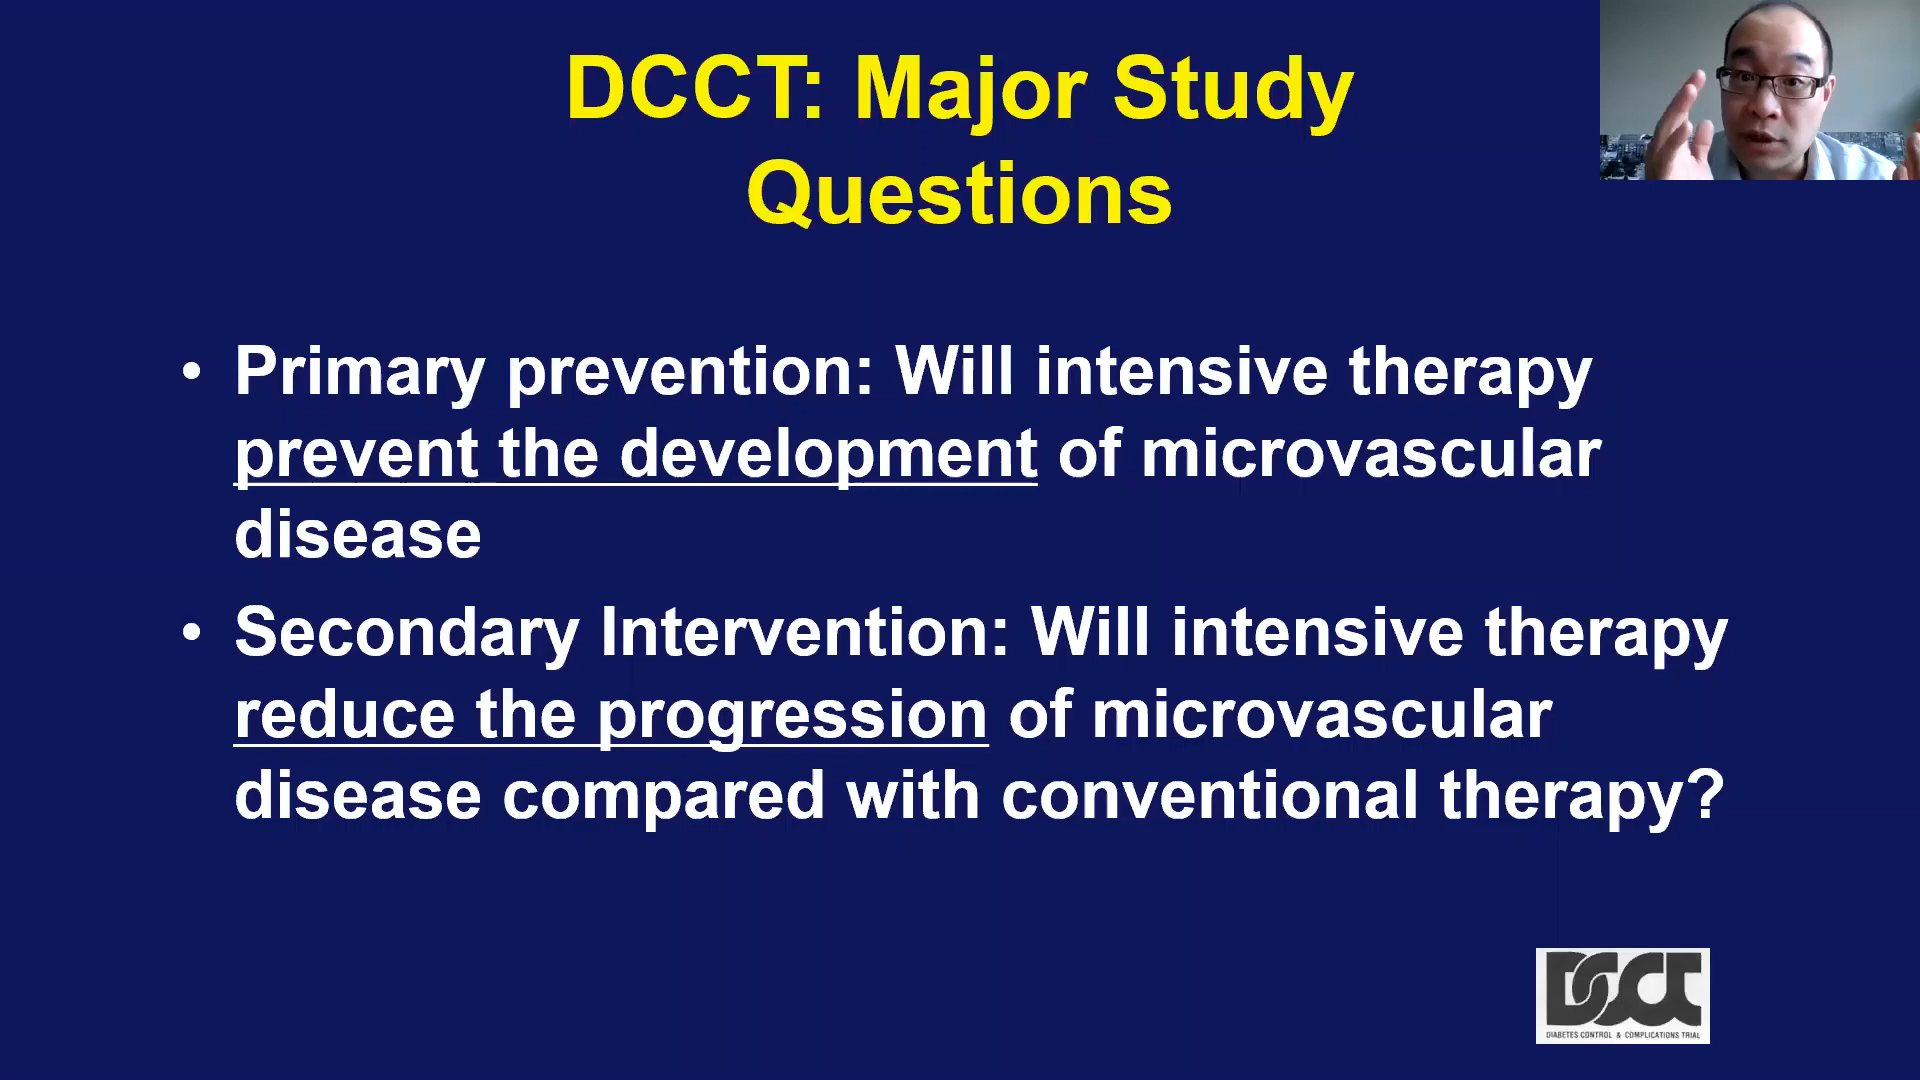 DCCT: Major Study
Questions
• Primary prevention: Will intensive therapy
prevent the development of microvascular
disease
• Secondary Intervention: Will intensive therapy
reduce the progression of microvascular
disease compared with conventional therapy?
DCCT
DIABETES CONTROL & COMPLICATIONS TRIAL